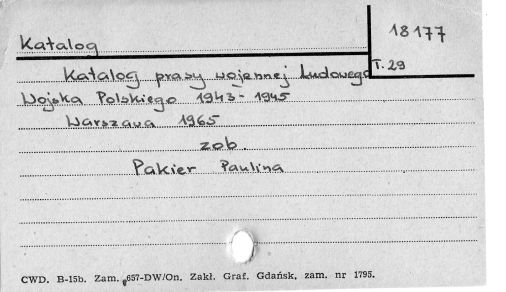 Katalog
18177
T. 29
Katalog prasy wojennej Ludowego
Wojska Polskiego 1943-1945
Warszawa 1965
zob.
Pakier Paulina
CWD. B-15b. Zam. 657-DW/On. Zakł. Graf. Gdańsk, zam. nr 1795.